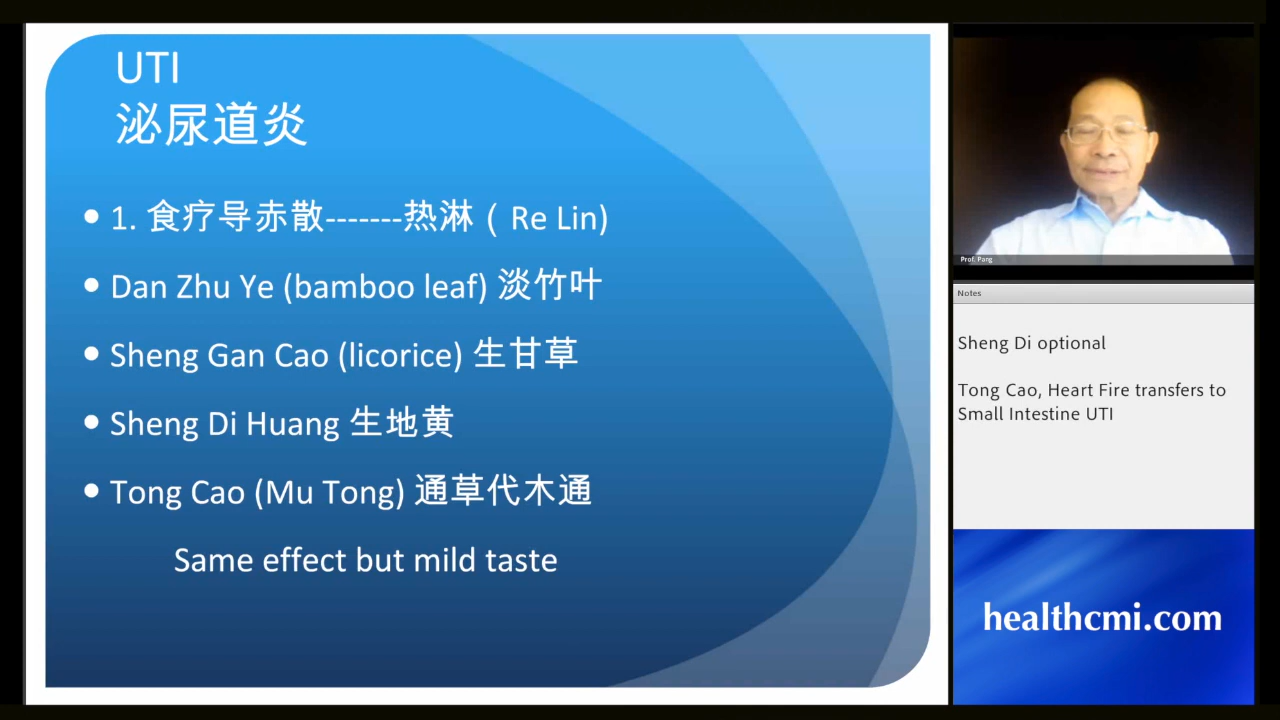 UTI
泌尿道炎
• 1. 食疗导赤散-------热淋 ( Re Lin)
• Dan Zhu Ye (bamboo leaf) 淡竹叶
• Sheng Gan Cao (licorice) 生甘草
• Sheng Di Huang 生地黄
• Tong Cao (Mu Tong) 通草代木通
Same effect but mild taste
Prof. Pang
Notes
Sheng Di optional
Tong Cao, Heart Fire transfers to
Small Intestine UTI
healthcmi.com